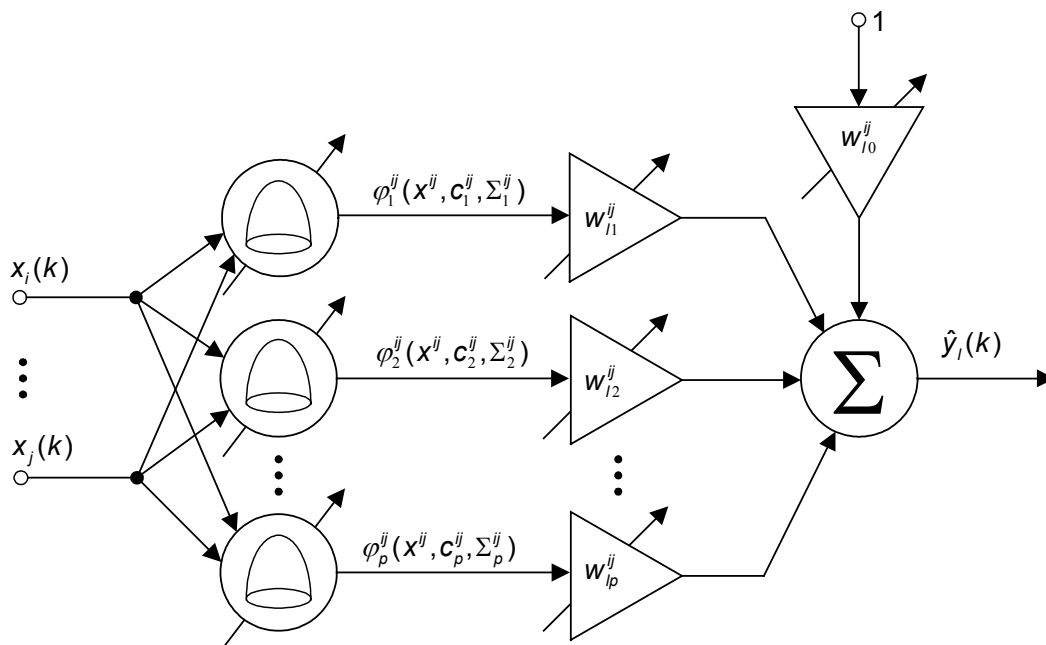 1
w_{l0}^{ij}
φ_1^{ij}(x^{ij}, c_1^{ij}, Σ_1^{ij})
w_{l1}^{ij}
x_i(k)
φ_2^{ij}(x^{ij}, c_2^{ij}, Σ_2^{ij})
w_{l2}^{ij}
Σ
ŷ_l(k)
x_j(k)
φ_p^{ij}(x^{ij}, c_p^{ij}, Σ_p^{ij})
w_{lp}^{ij}